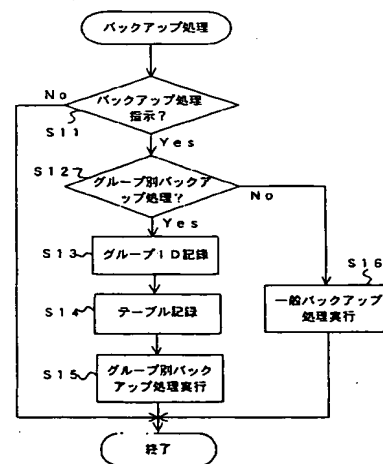 バックアップ処理
No
バックアップ処理
指示?
S11
Yes
S12
グループ別バックア
ップ処理?
No
Yes
S13
グループID記録
S16
S14
テーブル記録
一般バックアップ
処理実行
S15
グループ別バック
アップ処理実行
終了